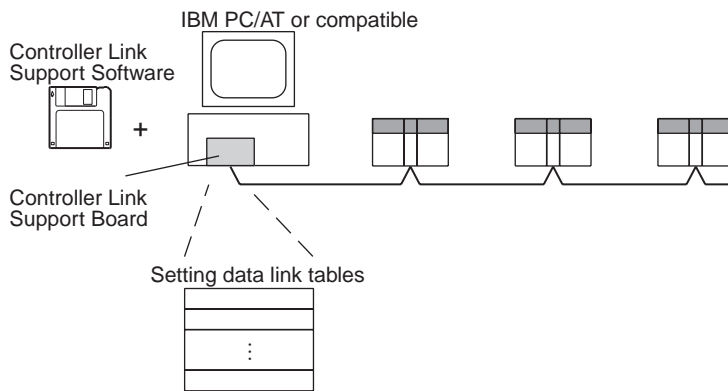 IBM PC/AT or compatible
Controller Link
Support Software
+
Controller Link
Support Board
Setting data link tables